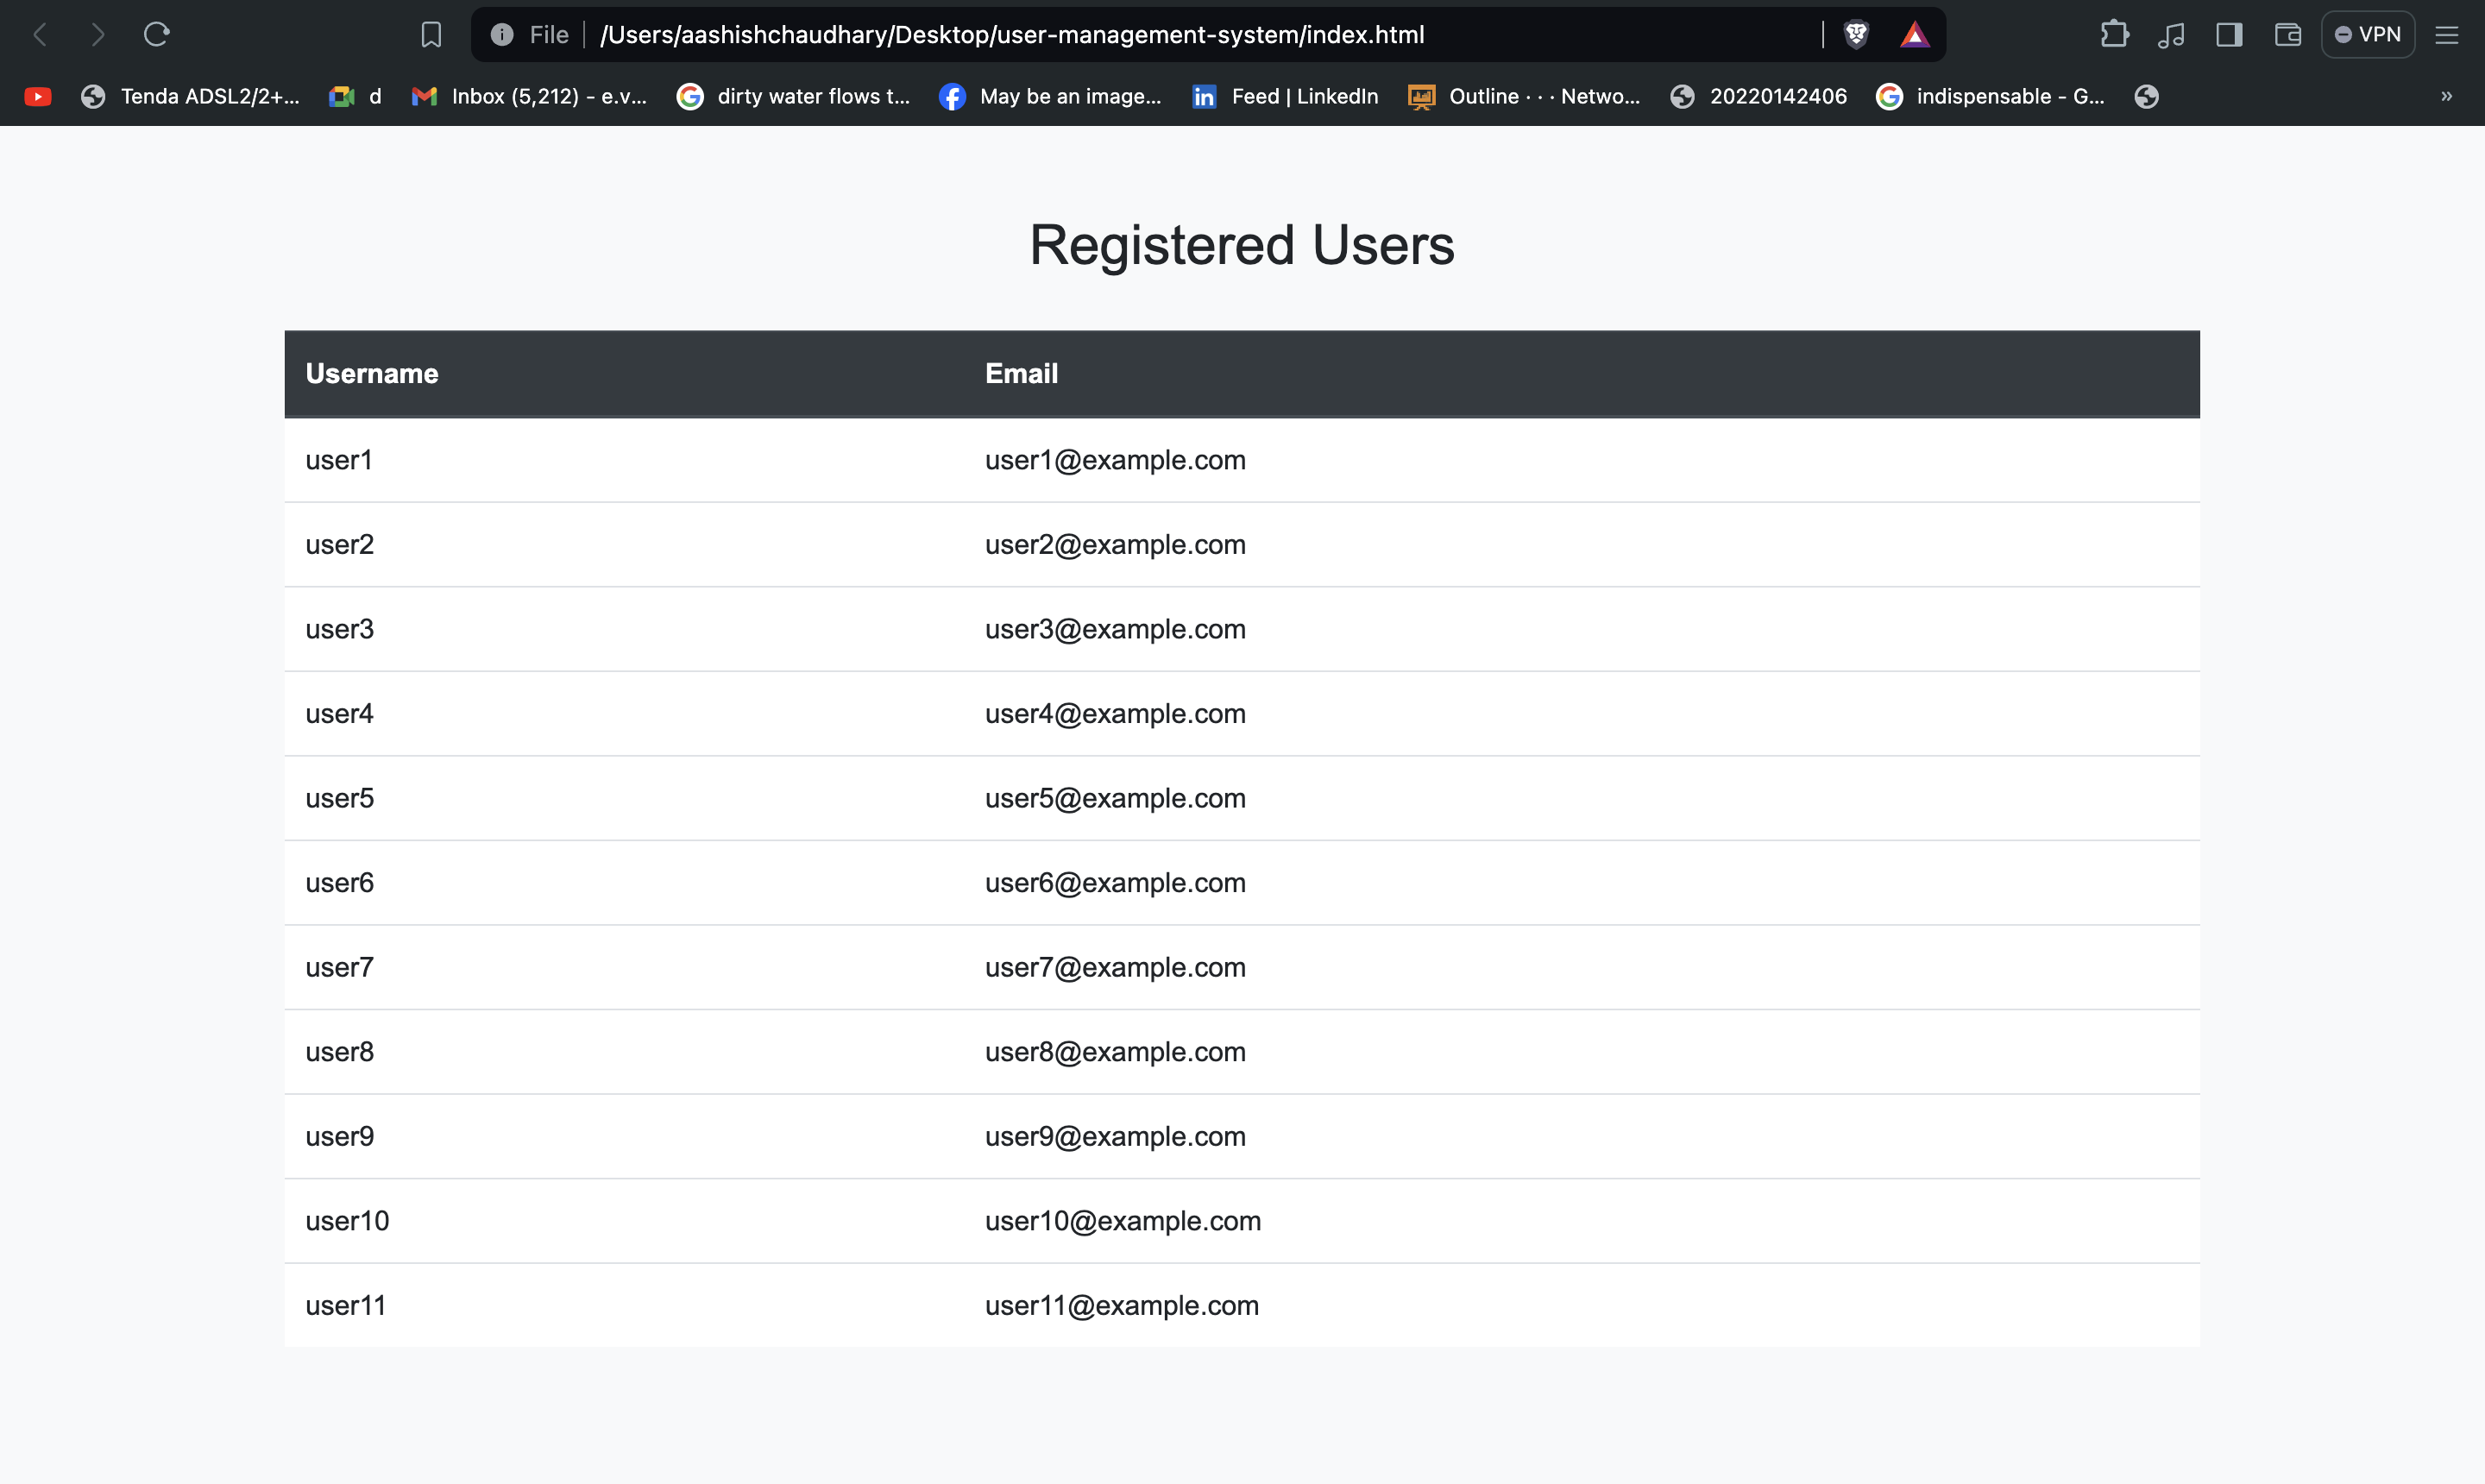 File /Users/aashishchaudhary/Desktop/user-management-system/index.html VPN
Tenda ADSL2/2+... d Inbox (5,212) - e.v... dirty water flows t... May be an image... Feed | LinkedIn Outline · · · Netwo... 20220142406 indispensable - G... »
Registered Users
Username Email
user1 user1@example.com
user2 user2@example.com
user3 user3@example.com
user4 user4@example.com
user5 user5@example.com
user6 user6@example.com
user7 user7@example.com
user8 user8@example.com
user9 user9@example.com
user10 user10@example.com
user11 user11@example.com